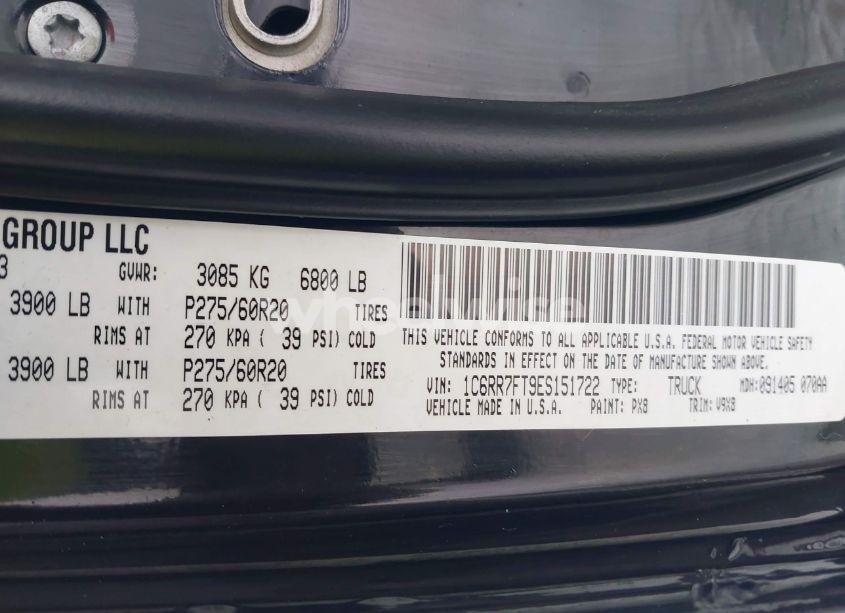 GROUP LLC
3
GVWR: 3085 KG 6800 LB
3900 LB WITH P275/60R20 TIRES
RIMS AT 270 KPA ( 39 PSI) COLD
3900 LB WITH P275/60R20 TIRES
RIMS AT 270 KPA ( 39 PSI) COLD
THIS VEHICLE CONFORMS TO ALL APPLICABLE U.S.A. FEDERAL MOTOR VEHICLE SAFETY
STANDARDS IN EFFECT ON THE DATE OF MANUFACTURE SHOWN ABOVE.
VIN: 1C6RR7FT9ES151722 TYPE: TRUCK MDH:091405 070AA
VEHICLE MADE IN U.S.A. PAINT: PX8 TRIM: V9X8
wheelwise